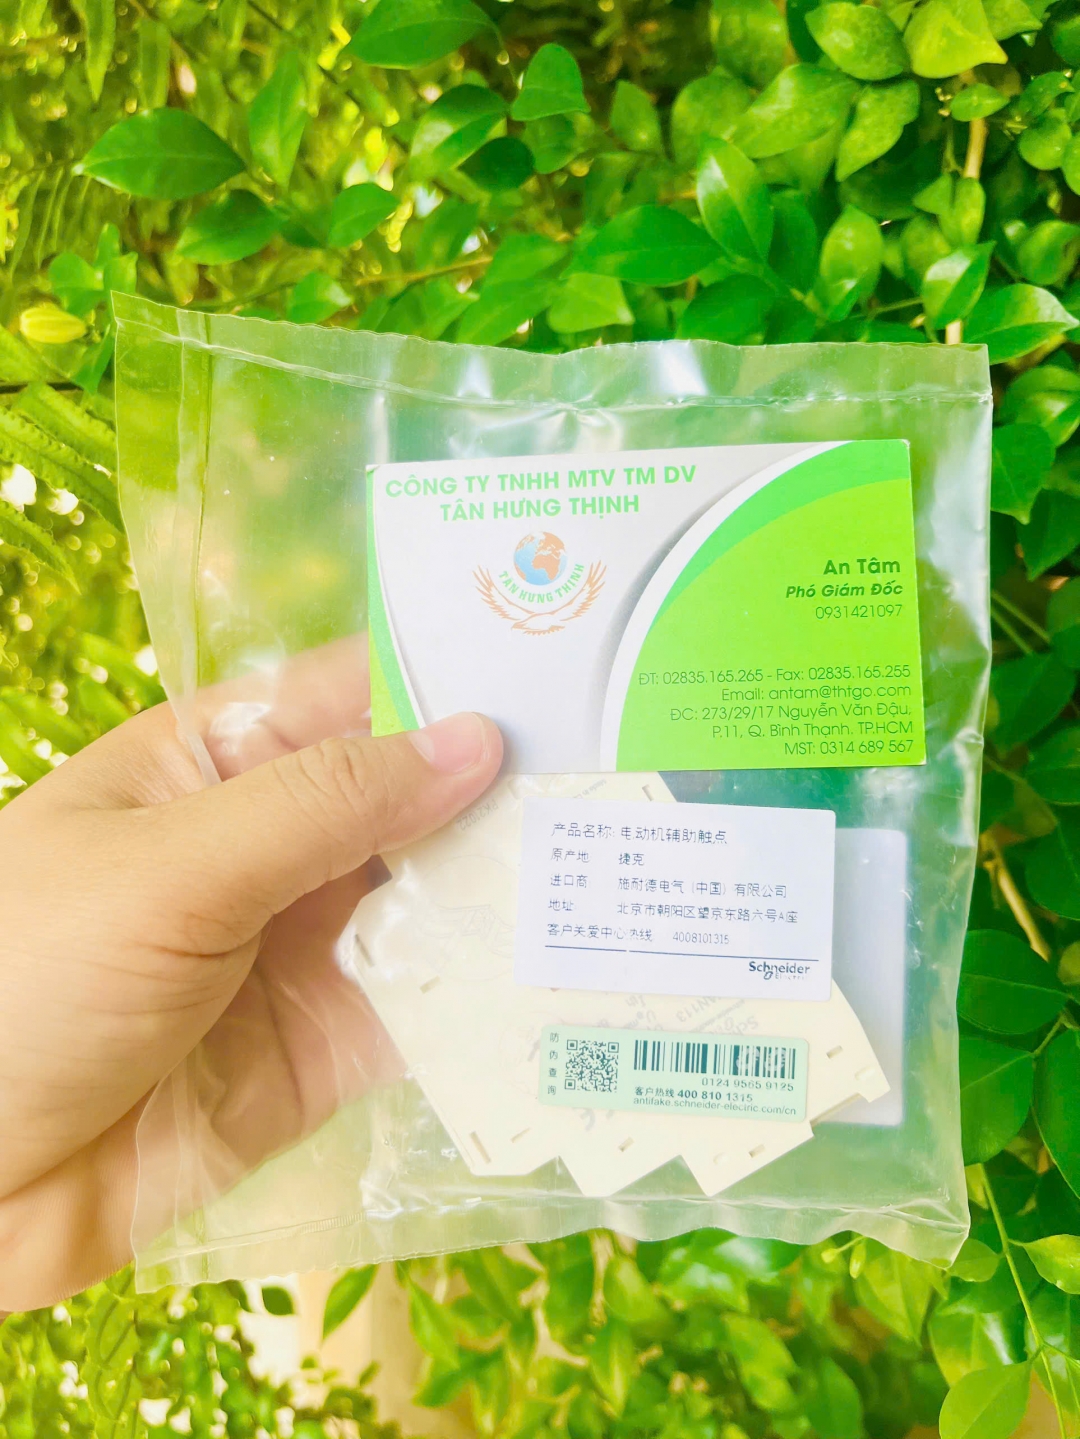 CÔNG TY TNHH MTV TM DV
TÂN HƯNG THỊNH
TÂN HƯNG THỊNH
An Tâm
Phó Giám Đốc
0931421097
ĐT: 02835.165.265 - Fax: 02835.165.255
Email: antam@thtgo.com
ĐC: 273/29/17 Nguyễn Văn Đậu,
P.11, Q. Bình Thạnh. TP.HCM
MST: 0314 689 567
产品名称: 电动机辅助触点
原产地 捷克
进口商 施耐德电气（中国）有限公司
地址: 北京市朝阳区望京东路六号A座
客户关爱中心热线 4008101315
Schneider
Electric
防伪查询
0124 9565 9125
客户热线 400 810 1315
antifake.schneider-elecric.com/cn